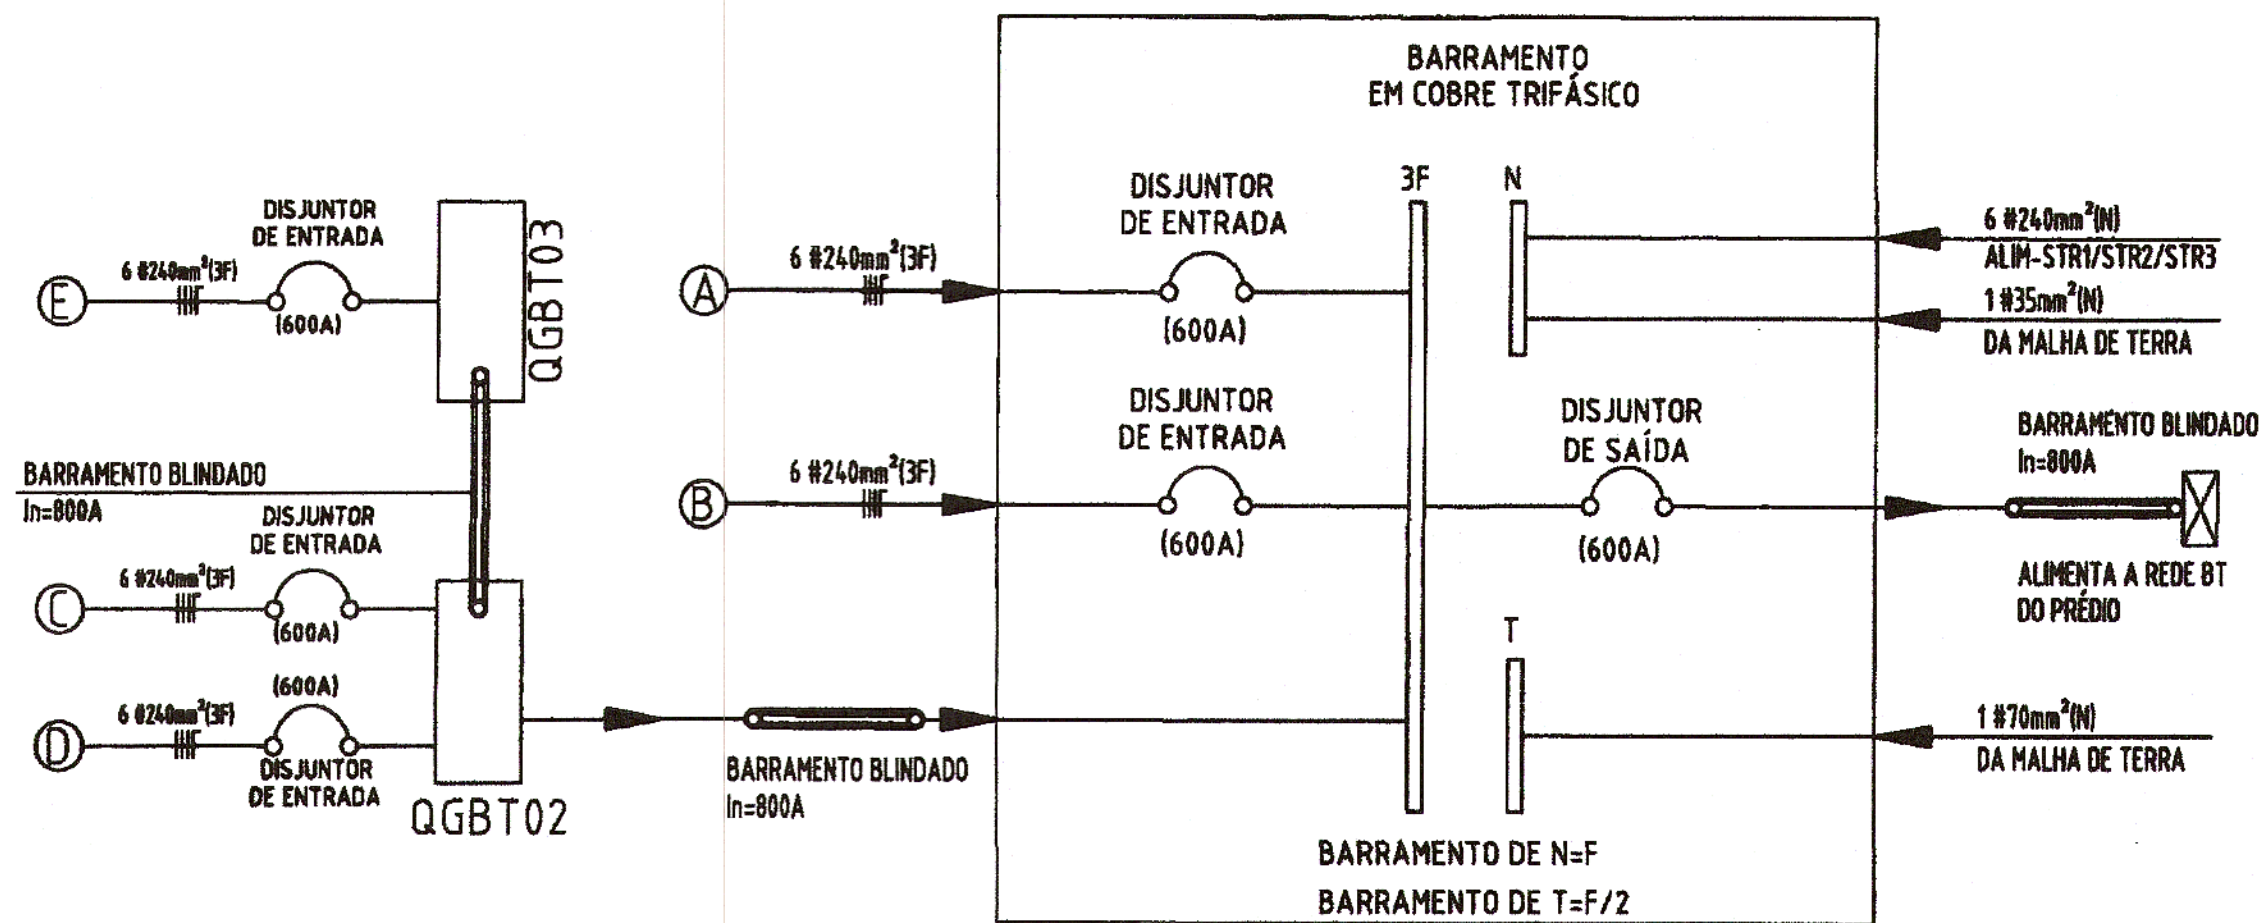 BARRAMENTO
EM COBRE TRIFÁSICO
DISJUNTOR
DE ENTRADA
6 #240mm²(3F)
E
(600A)
QGBT03
BARRAMENTO BLINDADO
In=800A
DISJUNTOR
DE ENTRADA
6 #240mm²(3F)
C
(600A)
(600A)
6 #240mm²(3F)
D
DISJUNTOR
DE ENTRADA
QGBT02
BARRAMENTO BLINDADO
In=800A
DISJUNTOR
DE ENTRADA
6 #240mm²(3F)
A
(600A)
DISJUNTOR
DE ENTRADA
6 #240mm²(3F)
B
(600A)
3F
N
DISJUNTOR
DE SAÍDA
(600A)
T
6 #240mm²(N)
ALIM-STR1/STR2/STR3
1 #35mm²(N)
DA MALHA DE TERRA
BARRAMENTO BLINDADO
In=800A
ALIMENTA A REDE BT
DO PRÉDIO
1 #70mm²(N)
DA MALHA DE TERRA
BARRAMENTO DE N=F
BARRAMENTO DE T=F/2